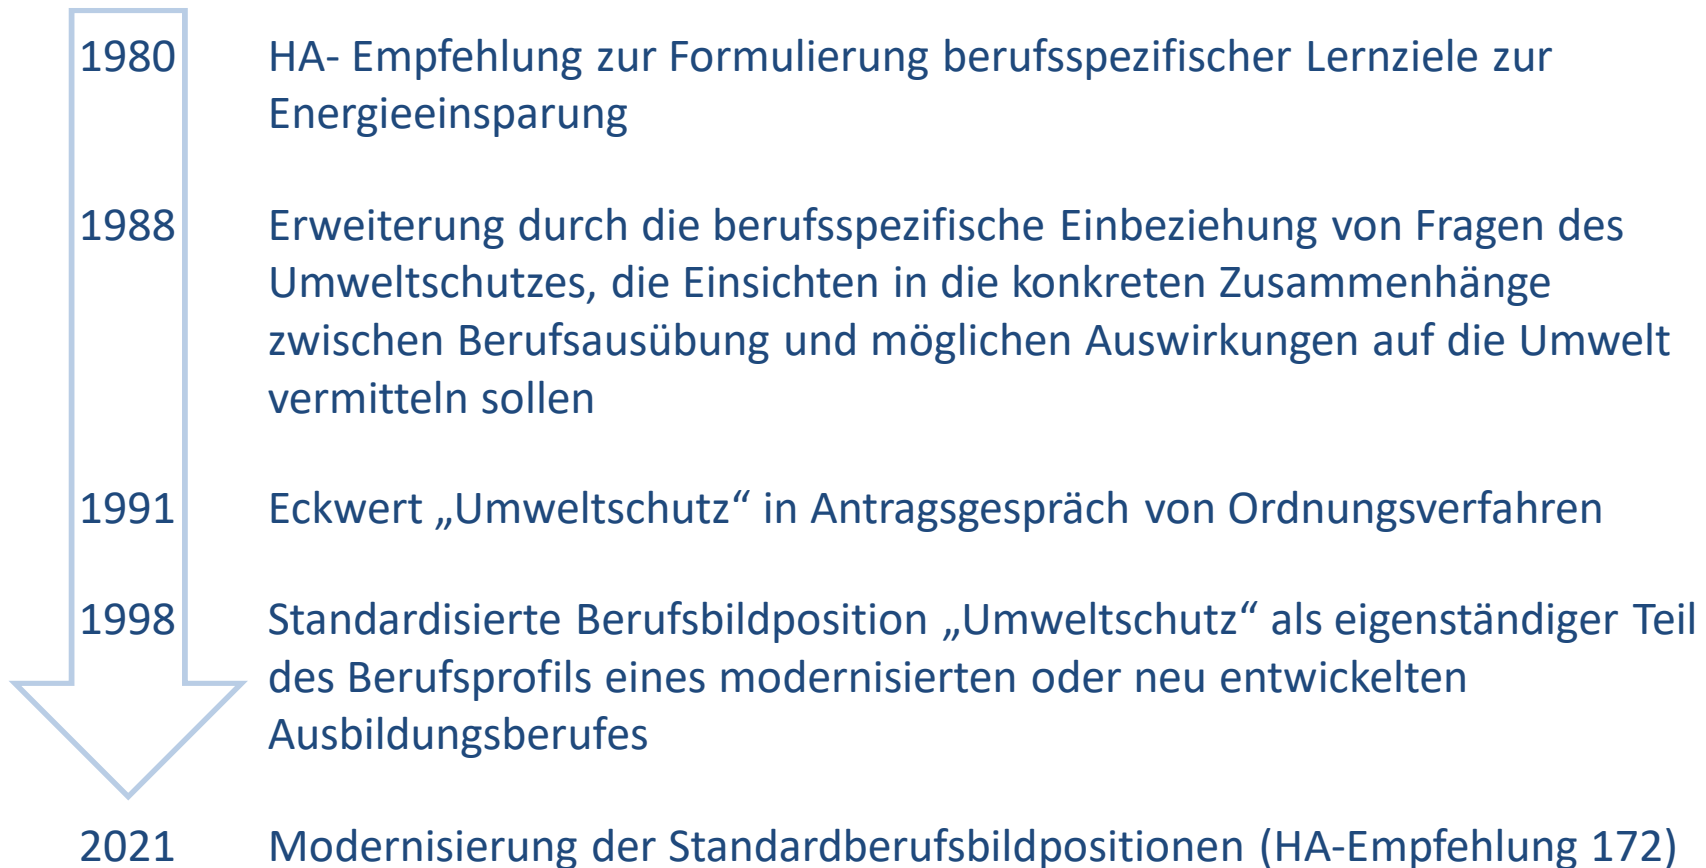 1980 HA- Empfehlung zur Formulierung berufsspezifischer Lernziele zur
Energieeinsparung
1988 Erweiterung durch die berufsspezifische Einbeziehung von Fragen des
Umweltschutzes, die Einsichten in die konkreten Zusammenhänge
zwischen Berufsausübung und möglichen Auswirkungen auf die Umwelt
vermitteln sollen
1991 Eckwert „Umweltschutz“ in Antragsgespräch von Ordnungsverfahren
1998 Standardisierte Berufsbildposition „Umweltschutz“ als eigenständiger Teil
des Berufsprofils eines modernisierten oder neu entwickelten
Ausbildungsberufes
2021 Modernisierung der Standardberufsbildpositionen (HA-Empfehlung 172)